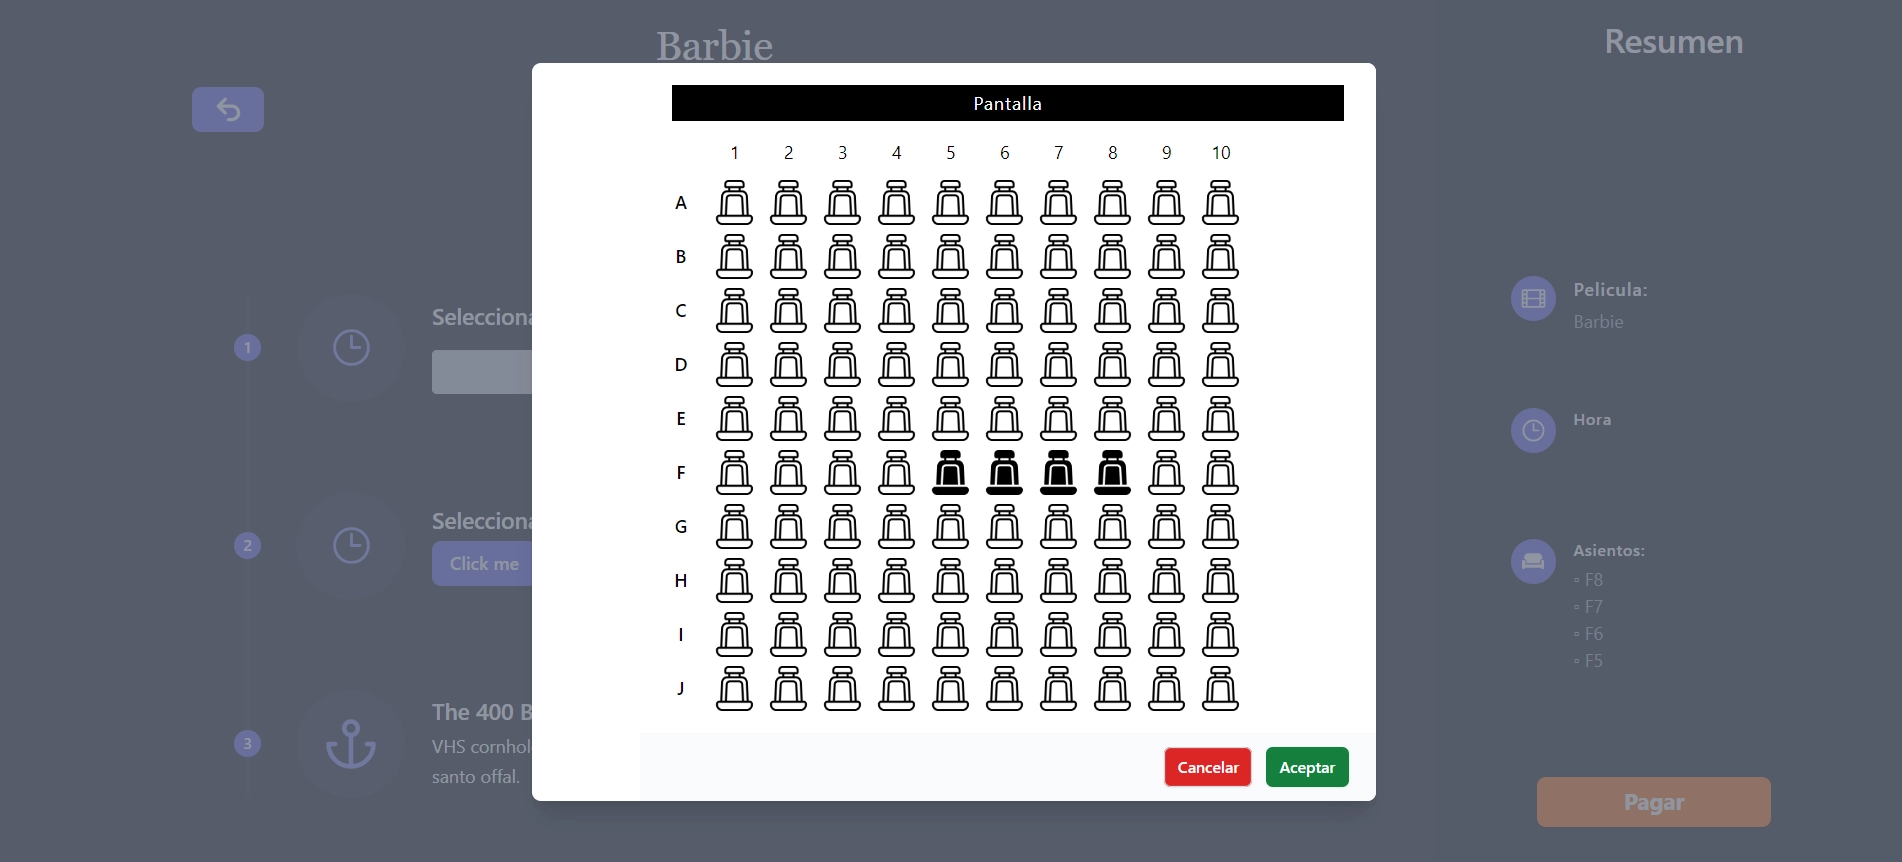 Barbie
Resumen
Pantalla
1 2 3 4 5 6 7 8 9 10
A
B
C
D
E
F
G
H
I
J
Cancelar Aceptar
1
Selecciona
2
Selecciona
Click me
3
The 400 B
VHS cornhol
santo offal.
Pelicula:
Barbie
Hora
Asientos:
▫ F8
▫ F7
▫ F6
▫ F5
Pagar